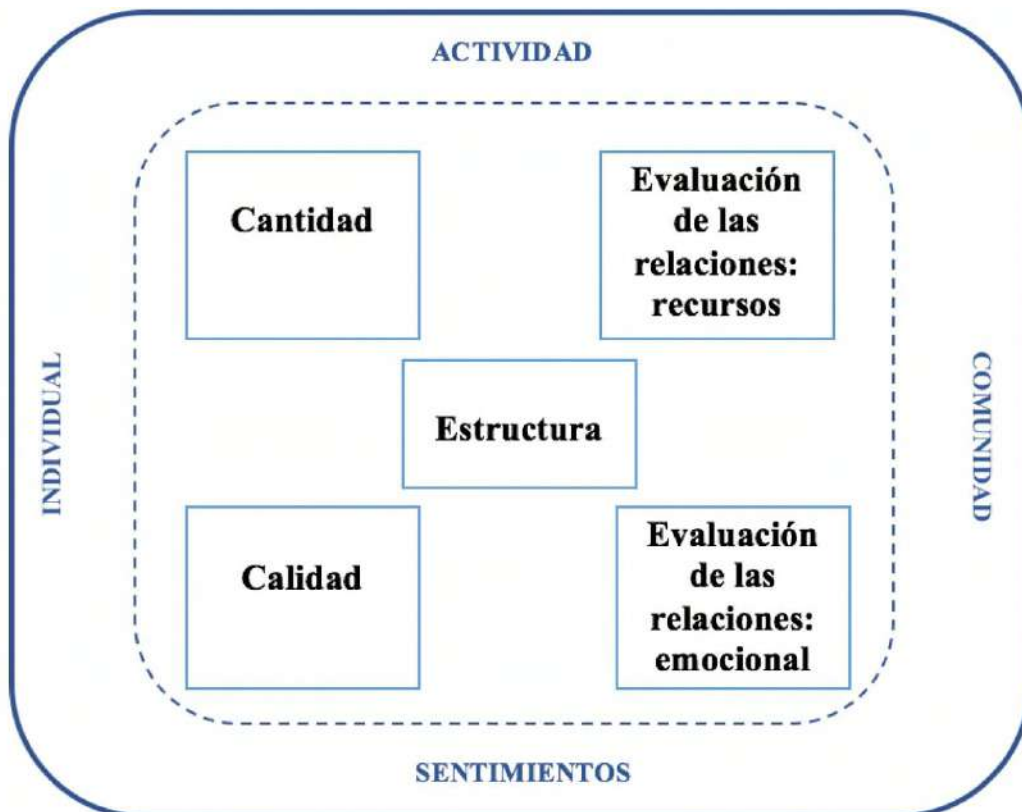 ACTIVIDAD
Cantidad
Evaluación
de las
relaciones:
recursos
INDIVIDUAL
Estructura
COMUNIDAD
Calidad
Evaluación
de las
relaciones:
emocional
SENTIMIENTOS